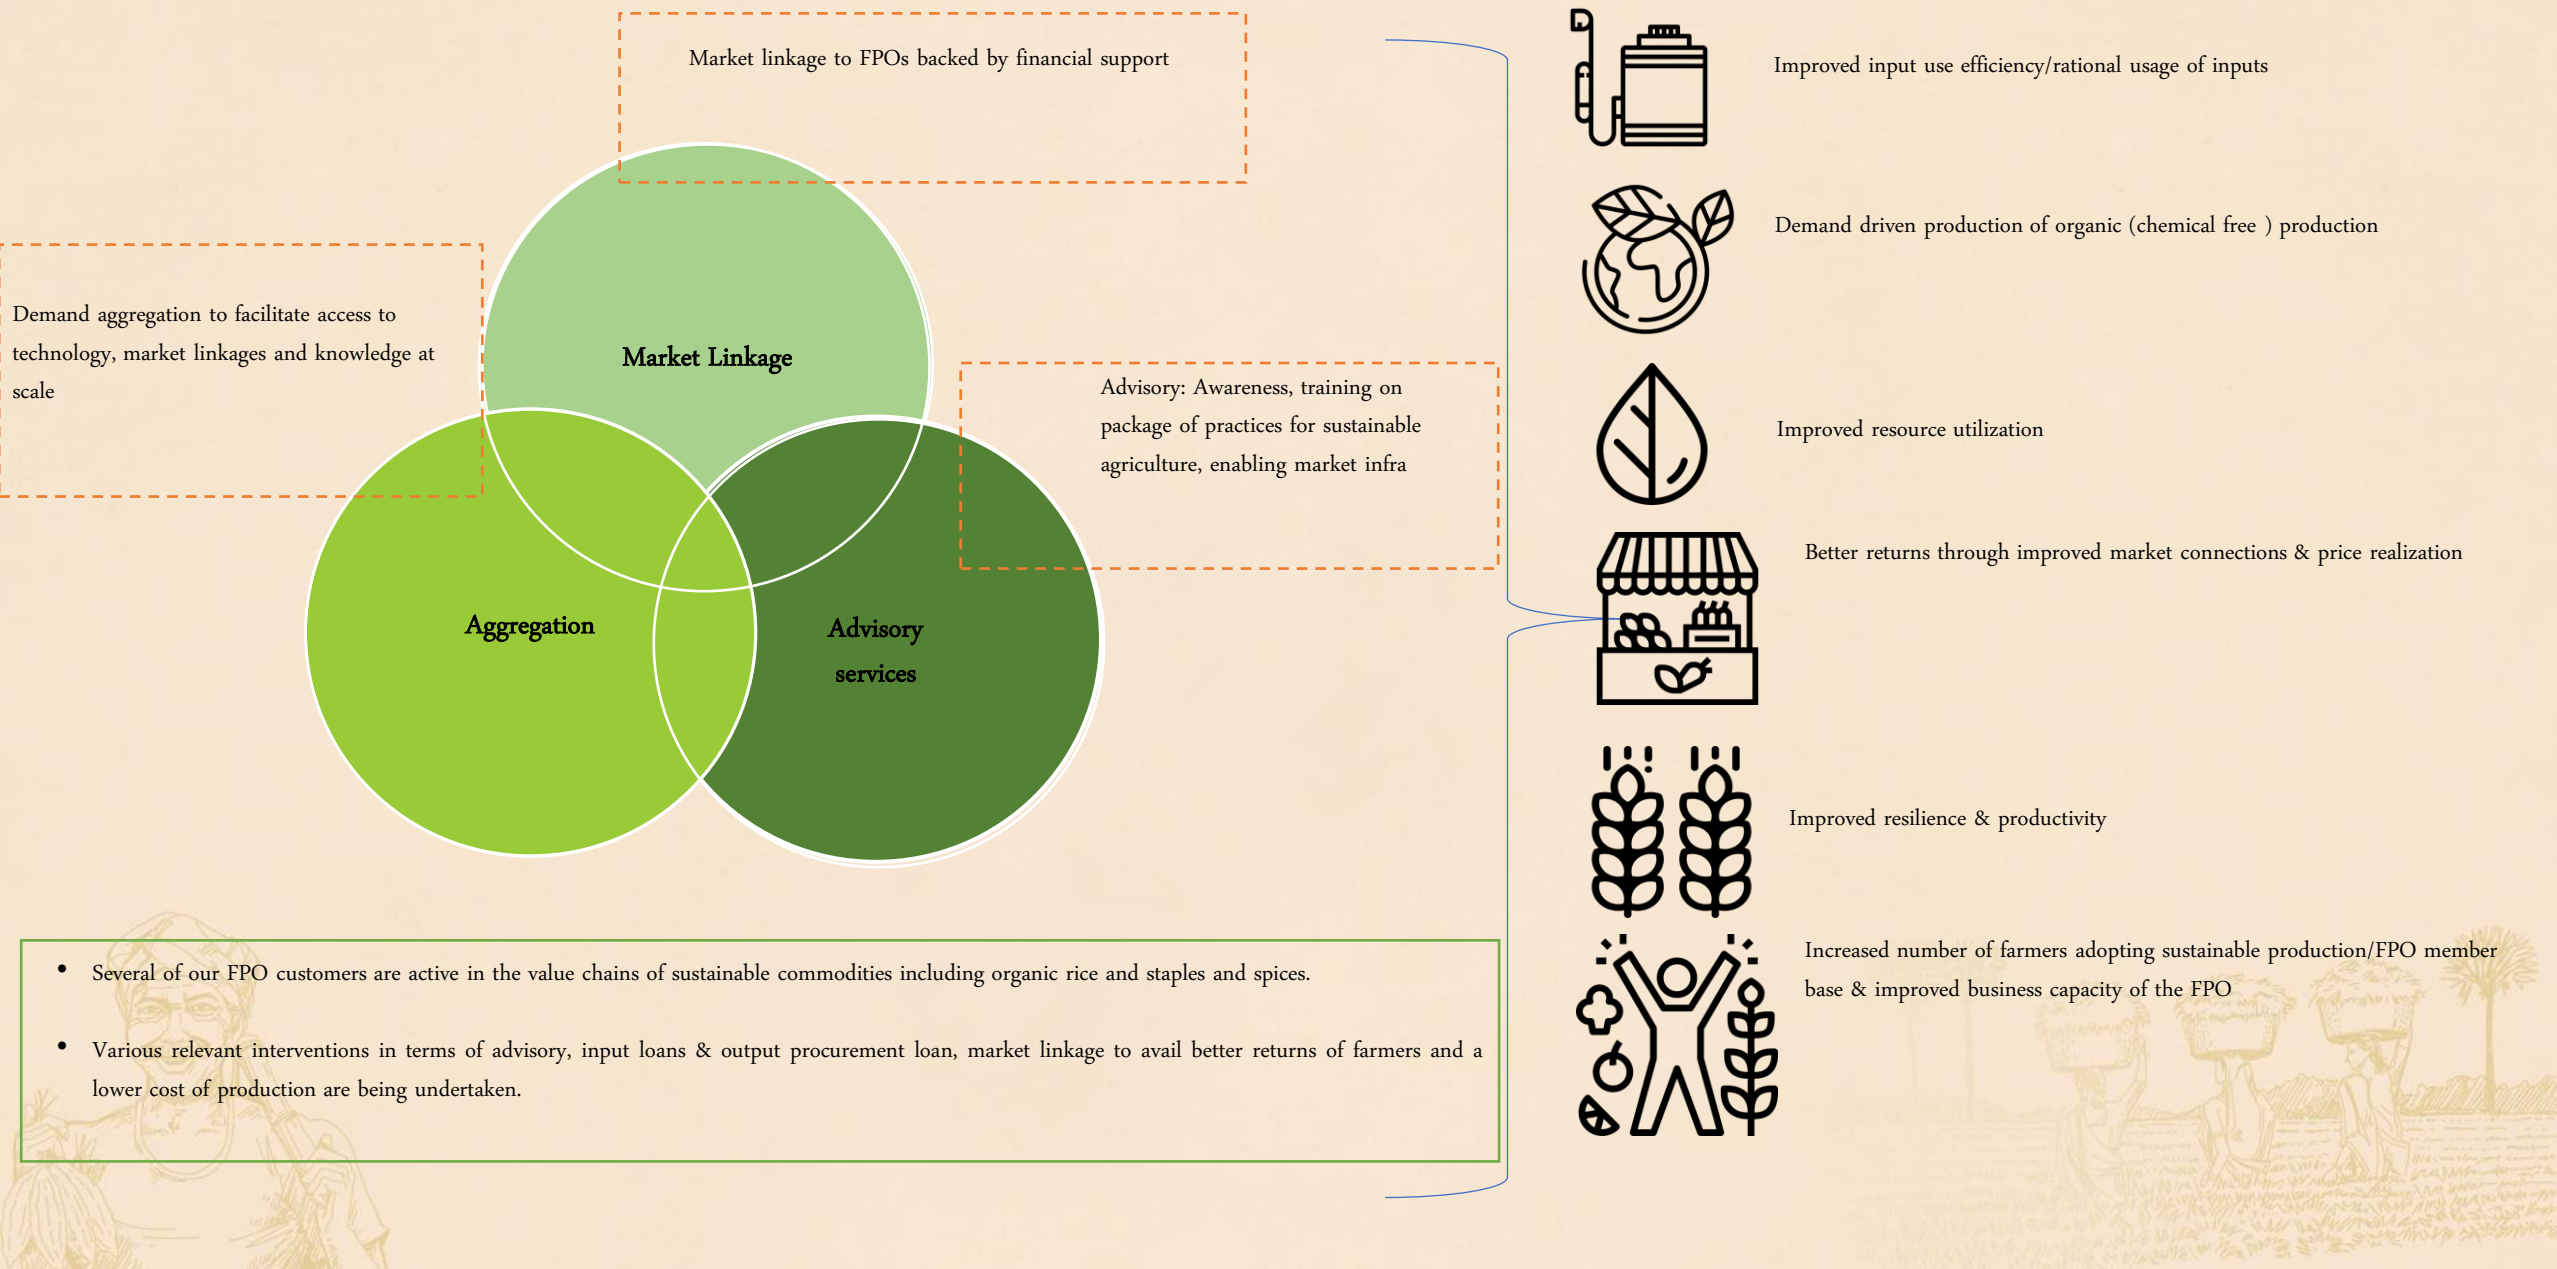 Market linkage to FPOs backed by financial support
Demand aggregation to facilitate access to
technology, market linkages and knowledge at
scale
Market Linkage
Advisory: Awareness, training on
package of practices for sustainable
agriculture, enabling market infra
Aggregation
Advisory
services
• Several of our FPO customers are active in the value chains of sustainable commodities including organic rice and staples and spices.
• Various relevant interventions in terms of advisory, input loans & output procurement loan, market linkage to avail better returns of farmers and a
lower cost of production are being undertaken.
Improved input use efficiency/rational usage of inputs
Demand driven production of organic (chemical free ) production
Improved resource utilization
Better returns through improved market connections & price realization
Improved resilience & productivity
Increased number of farmers adopting sustainable production/FPO member
base & improved business capacity of the FPO